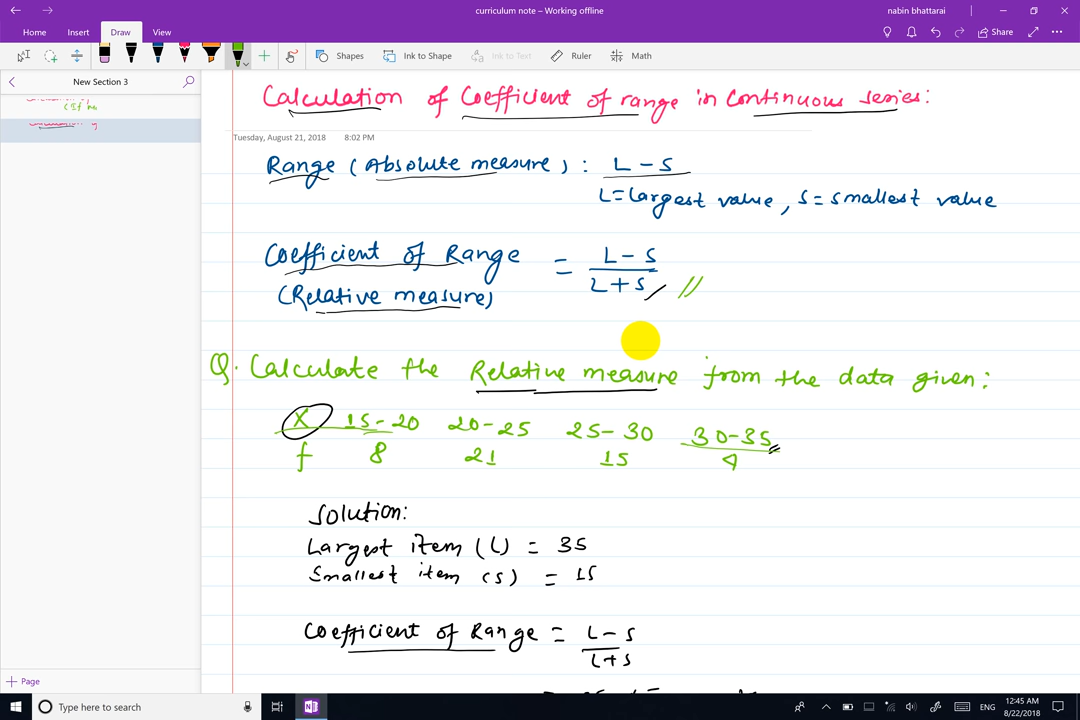 curriculum note – Working offline
nabin bhattarai
Home Insert Draw View
Share
Shapes Ink to Shape Ink to Text Ruler Math
New Section 3
Calculation of Coefficient of range in Continuous series:
Tuesday, August 21, 2018 8:02 PM
Range (Absolute measure) : L – S
L = largest value, S = smallest value
Coefficient of Range = L – S
(Relative measure) L + S //
Q. Calculate the Relative measure from the data given:
X 15-20 20-25 25-30 30-35
f 8 21 15 4
Solution:
Largest item (L) = 35
Smallest item (S) = 15
Coefficient of Range = L – S
L + S
+ Page
Type here to search
ENG
12:45 AM
8/22/2018